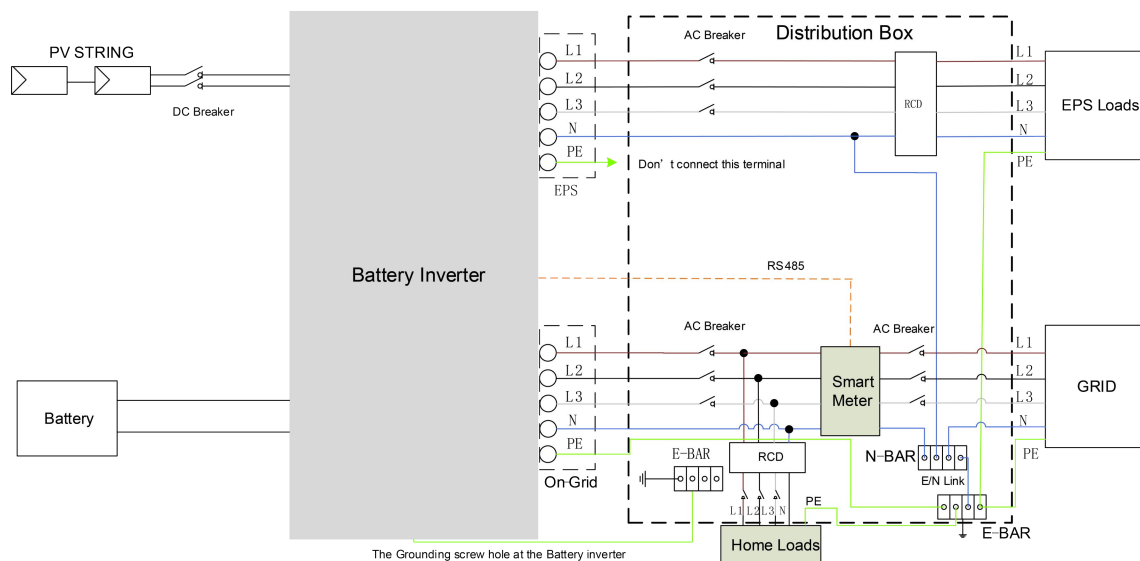 Distribution Box
PV STRING
DC Breaker
L1
L2
L3
N
PE
EPS
AC Breaker
Don't connect this terminal
RCD
L1
L2
L3
N
PE
EPS Loads
Battery Inverter
RS485
Battery
L1
L2
L3
N
PE
On-Grid
AC Breaker
AC Breaker
Smart
Meter
L1
L2
L3
N
PE
GRID
RCD
E-BAR
N-BAR
E/N Link
L1 L2 L3 N
PE
E-BAR
Home Loads
The Grounding screw hole at the Battery inverter